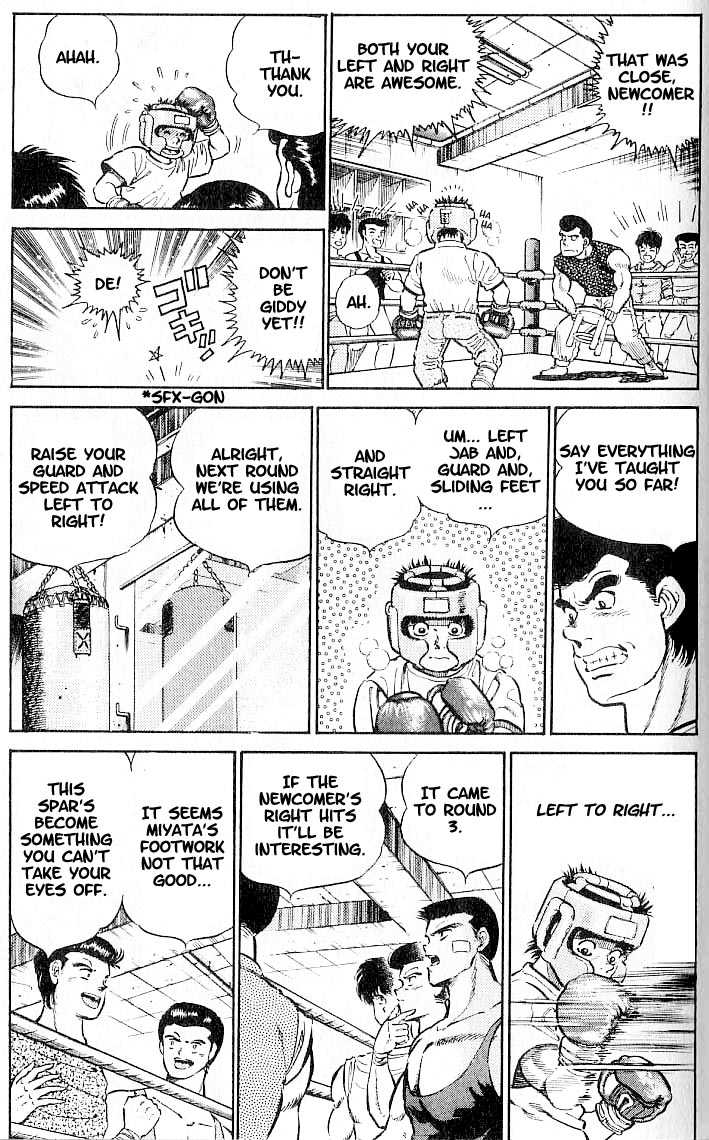 THAT WAS
CLOSE,
NEWCOMER
!!
BOTH YOUR
LEFT AND RIGHT
ARE AWESOME.
HA
HA
HA
HA
AH.
TH-
THANK
YOU.
AHAH.
DON'T
BE
GIDDY
YET!!
ゴキッ
DE!
*SFX-GON
SAY EVERYTHING
I'VE TAUGHT
YOU SO FAR!
UM... LEFT
JAB AND,
GUARD AND,
SLIDING FEET
...
AND
STRAIGHT
RIGHT.
ALRIGHT,
NEXT ROUND
WE'RE USING
ALL OF THEM.
RAISE YOUR
GUARD AND
SPEED ATTACK
LEFT TO
RIGHT!
LEFT TO RIGHT...
IT CAME
TO ROUND
3.
IF THE
NEWCOMER'S
RIGHT HITS
IT'LL BE
INTERESTING.
IT SEEMS
MIYATA'S
FOOTWORK
NOT THAT
GOOD...
THIS
SPAR'S
BECOME
SOMETHING
YOU CAN'T
TAKE YOUR
EYES OFF.